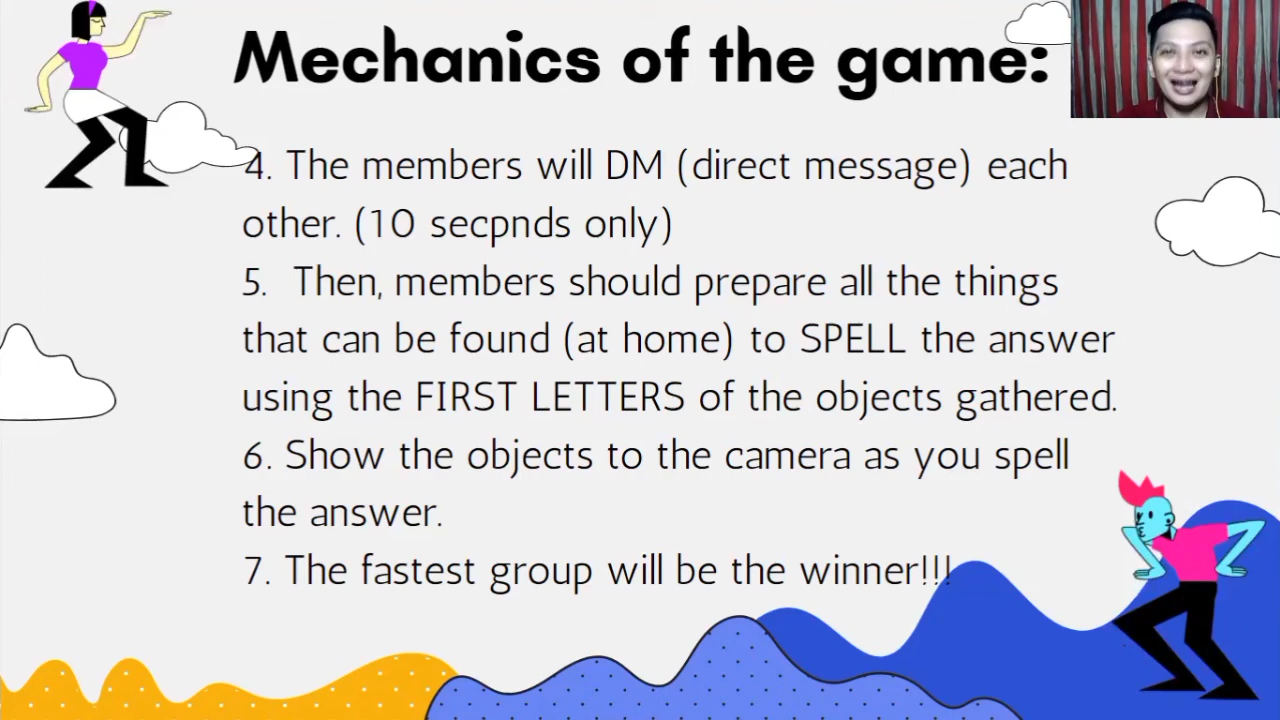 Mechanics of the game:
4. The members will DM (direct message) each
other. (10 secpnds only)
5. Then, members should prepare all the things
that can be found (at home) to SPELL the answer
using the FIRST LETTERS of the objects gathered.
6. Show the objects to the camera as you spell
the answer.
7. The fastest group will be the winner!!!